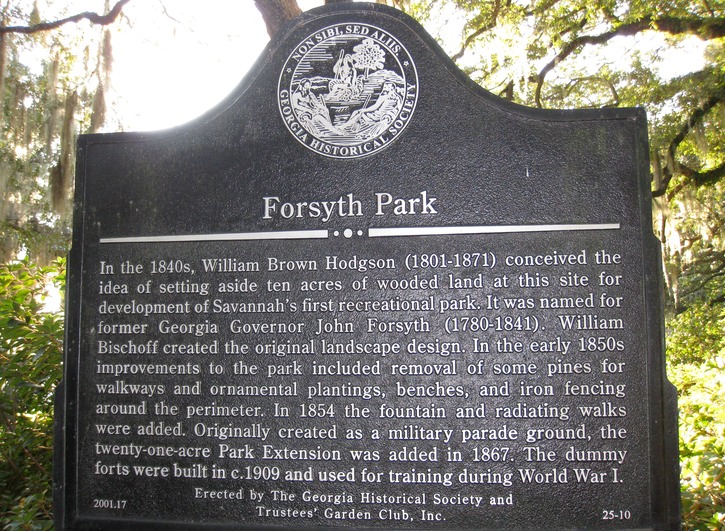 NON SIBI, SED ALIIS.
GEORGIA HISTORICAL SOCIETY
Forsyth Park
In the 1840s, William Brown Hodgson (1801-1871) conceived the
idea of setting aside ten acres of wooded land at this site for
development of Savannah's first recreational park. It was named for
former Georgia Governor John Forsyth (1780-1841). William
Bischoff created the original landscape design. In the early 1850s
improvements to the park included removal of some pines for
walkways and ornamental plantings, benches, and iron fencing
around the perimeter. In 1854 the fountain and radiating walks
were added. Originally created as a military parade ground, the
twenty-one-acre Park Extension was added in 1867. The dummy
forts were built in c.1909 and used for training during World War I.
Erected by The Georgia Historical Society and
Trustees' Garden Club, Inc.
2001.17
25-10